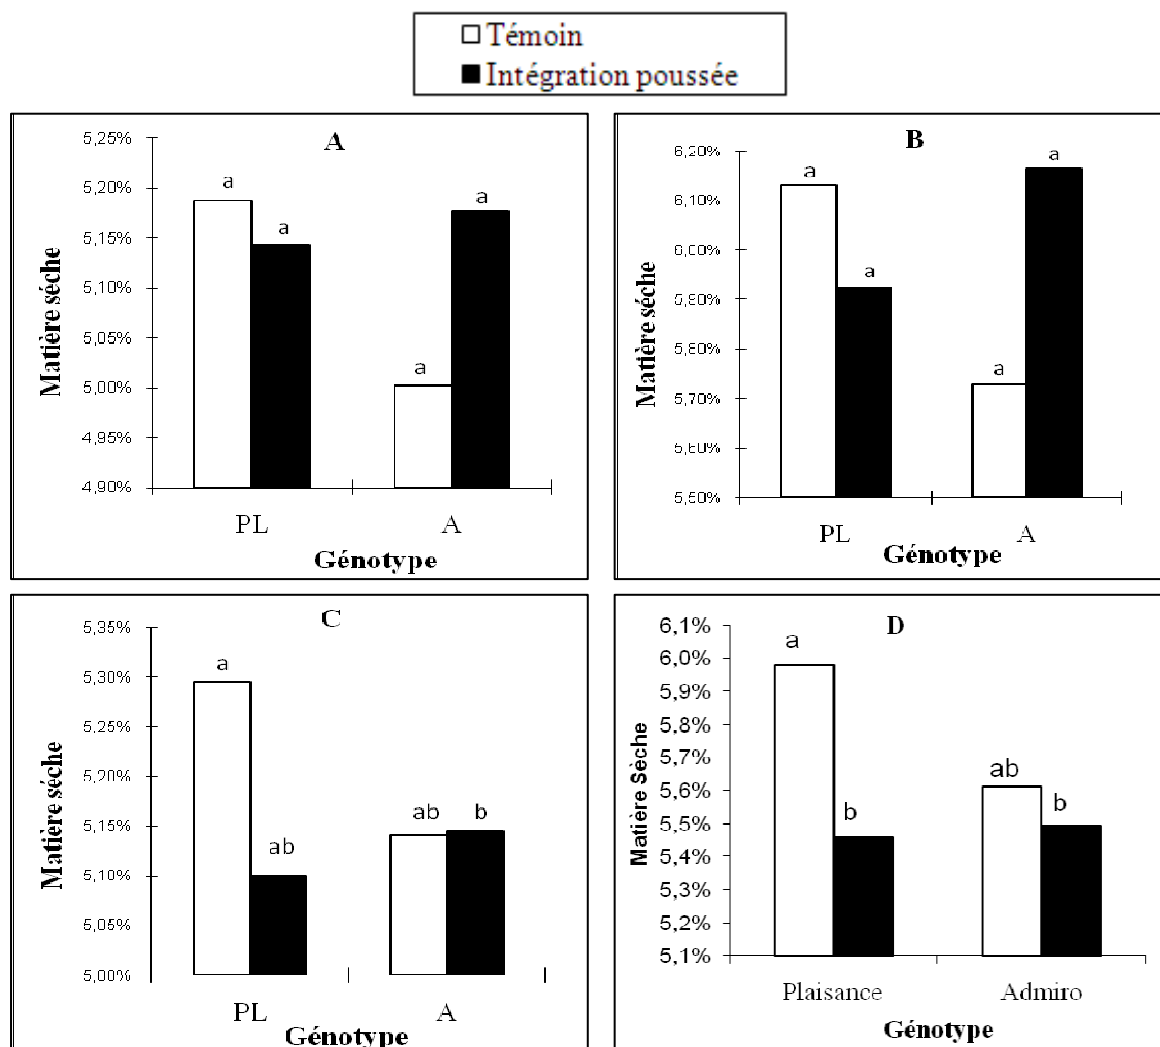 Témoin
Intégration poussée
A
5,25%
5,20%
5,15%
5,10%
5,05%
5,00%
4,95%
4,90%
Matière séche
a
a
a
a
PL
A
Génotype
B
6,20%
6,10%
6,00%
5,90%
5,80%
5,70%
5,60%
5,50%
Matière séche
a
a
a
a
PL
A
Génotype
C
5,35%
5,30%
5,25%
5,20%
5,15%
5,10%
5,05%
5,00%
Matière séche
a
ab
ab
b
PL
A
Génotype
D
6,1%
6,0%
5,9%
5,8%
5,7%
5,6%
5,5%
5,4%
5,3%
5,2%
5,1%
Matière Sèche
a
b
ab
b
Plaisance
Admiro
Génotype